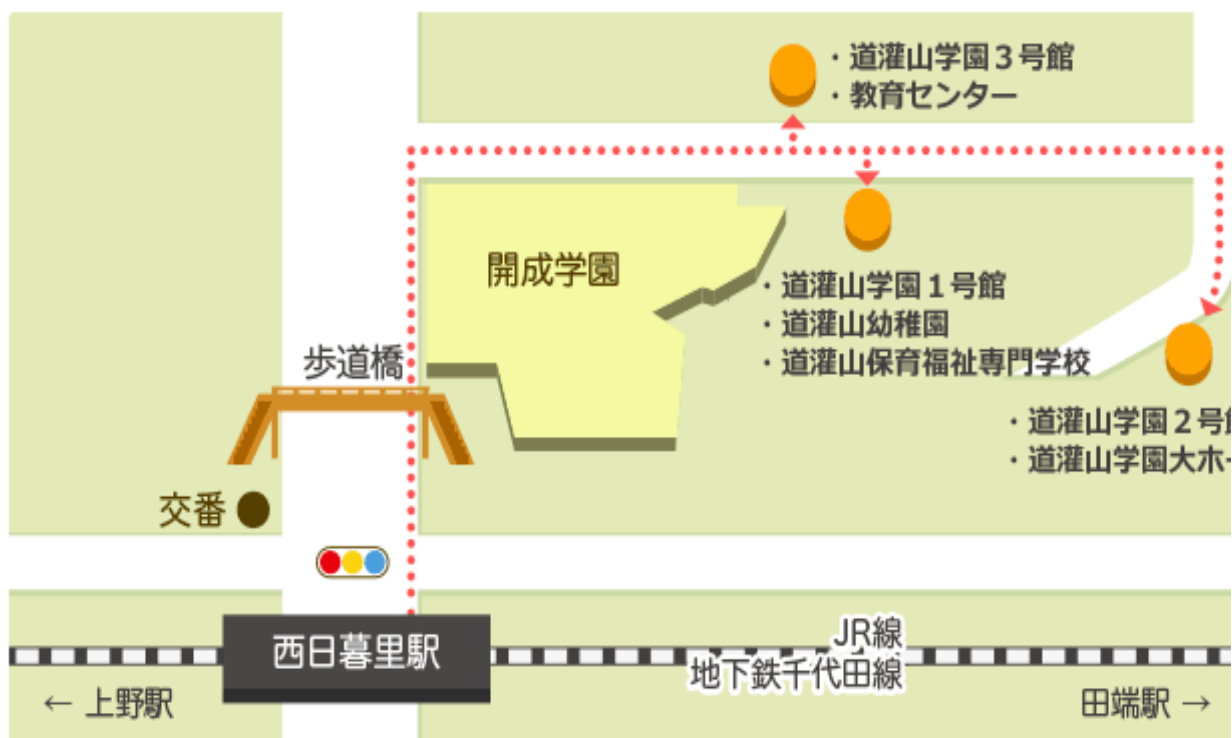 ・道灌山学園３号館
・教育センター
開成学園
・道灌山学園１号館
・道灌山幼稚園
・道灌山保育福祉専門学校
歩道橋
・道灌山学園２号館
・道灌山学園大ホー
交番
西日暮里駅
JR線
地下鉄千代田線
← 上野駅
田端駅 →